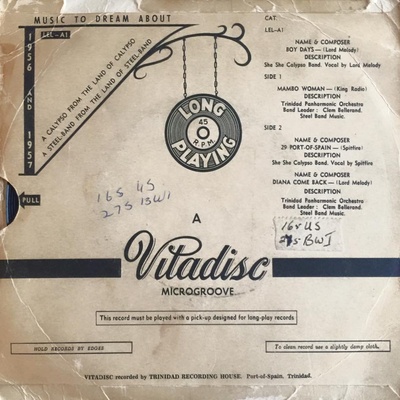 MUSIC TO DREAM ABOUT
LEL-A1
1956 AND 1957
A CALYPSO FROM THE LAND OF CALYPSO
A STEEL-BAND FROM THE LAND OF STEEL-BAND
PULL
LONG
45
R.P.M.
PLAYING
CAT.
LEL-A1
NAME & COMPOSER
BOY DAYS — (Lord Melody)
DESCRIPTION
She She Calypso Band. Vocal by Lord Melody
SIDE 1
MAMBO WOMAN — (King Radio)
DESCRIPTION
Trinidad Panharmonic Orchestra
Band Leader : Clem Bellerand.
Steel Band Music.
SIDE 2
NAME & COMPOSER
29 PORT-OF-SPAIN — (Spitfire)
DESCRIPTION
She She Calypso Band. Vocal by Spitfire
NAME & COMPOSER
DIANA COME BACK — (Lord Melody)
DESCRIPTION
Trinidad Panharmonic Orchestra
Band Leader : Clem Bellerand.
Steel Band Music.
A
Vitadisc
MICROGROOVE
This record must be played with a pick-up designed for long-play records
HOLD RECORDS BY EDGES
To clean record use a slightly damp cloth.
VITADISC recorded by TRINIDAD RECORDING HOUSE. Port-of-Spain, Trinidad.